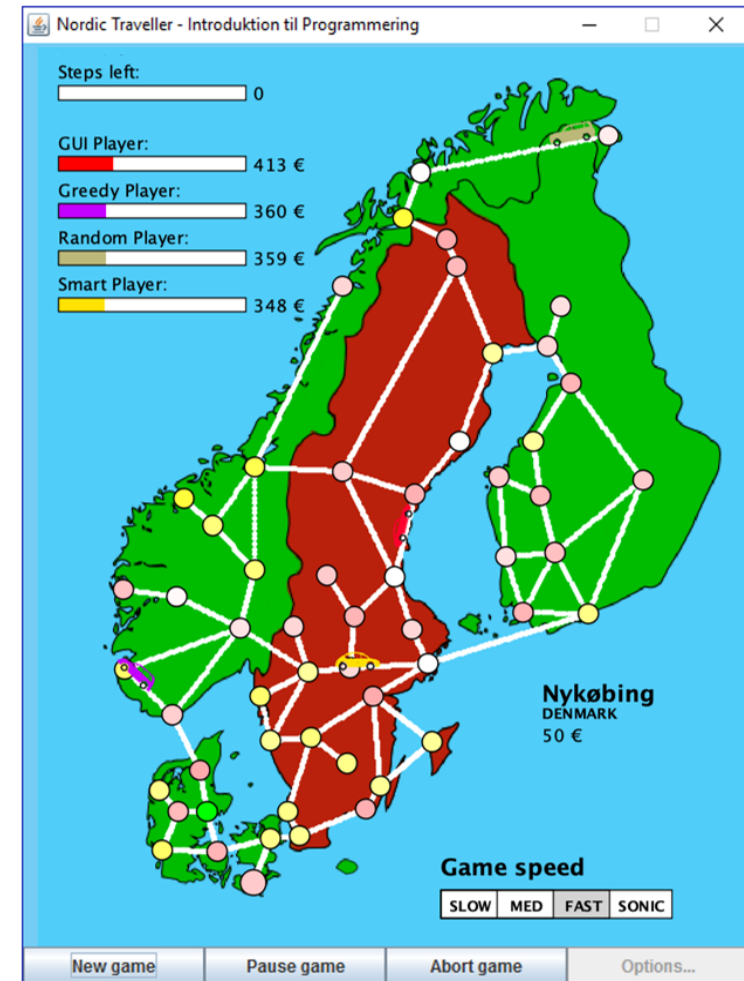 Nordic Traveller - Introduktion til Programmering
Steps left:
0
GUI Player:
413 €
Greedy Player:
360 €
Random Player:
359 €
Smart Player:
348 €
Nykøbing
DENMARK
50 €
Game speed
SLOW MED FAST SONIC
New game Pause game Abort game Options...